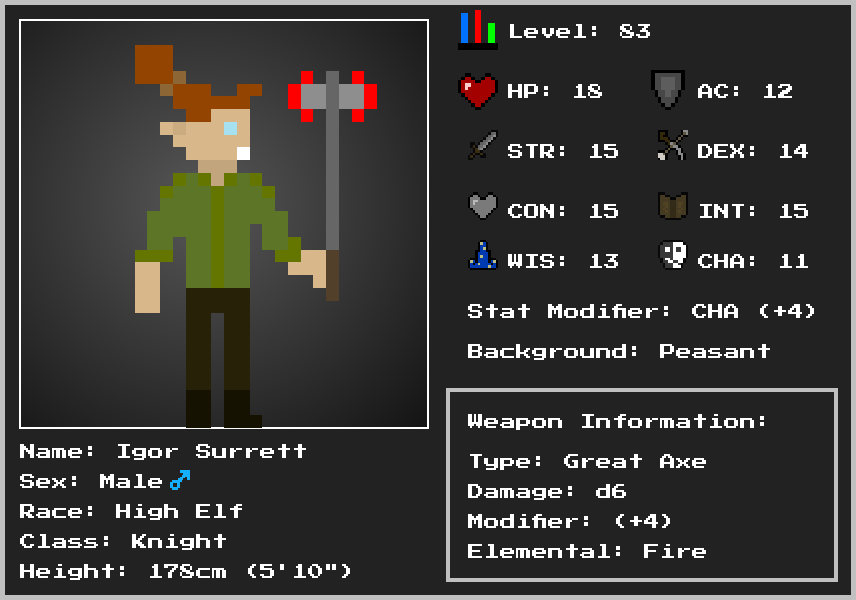 Level: 83
HP: 18 AC: 12
STR: 15 DEX: 14
CON: 15 INT: 15
WIS: 13 CHA: 11
Stat Modifier: CHA (+4)
Background: Peasant
Name: Igor Surrett
Sex: Male♂
Race: High Elf
Class: Knight
Height: 178cm (5'10")
Weapon Information:
Type: Great Axe
Damage: d6
Modifier: (+4)
Elemental: Fire